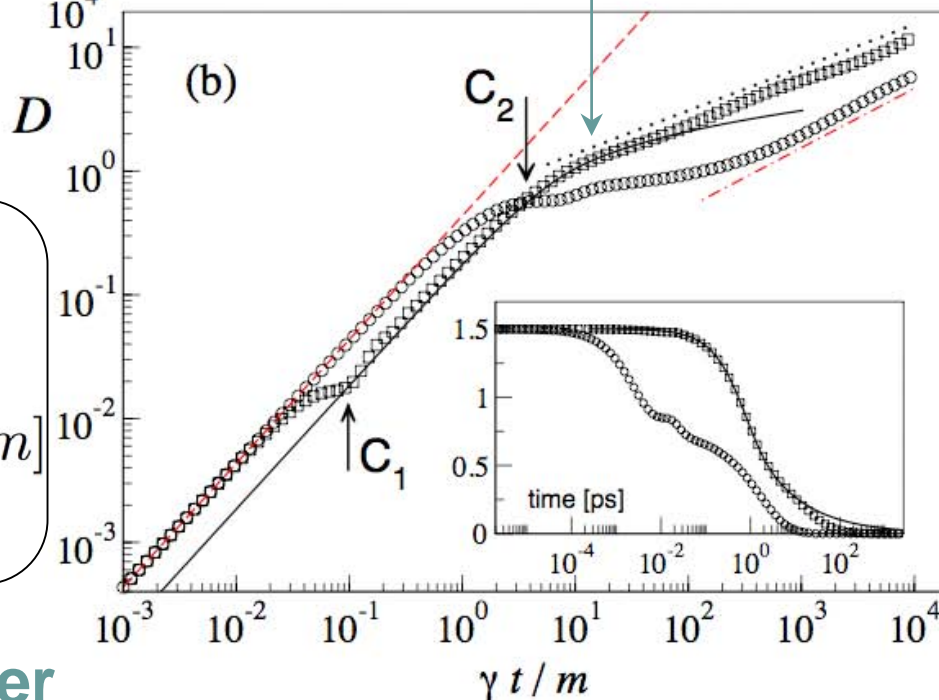 10⁴
10¹
(b)
D
C₂
10⁰
10⁻¹
1.5
1
m]
10⁻²
C₁
0.5
time [ps]
0
10⁻³
10⁻⁴ 10⁻² 10⁰ 10²
10⁻³ 10⁻² 10⁻¹ 10⁰ 10¹ 10² 10³ 10⁴
γ t / m
er